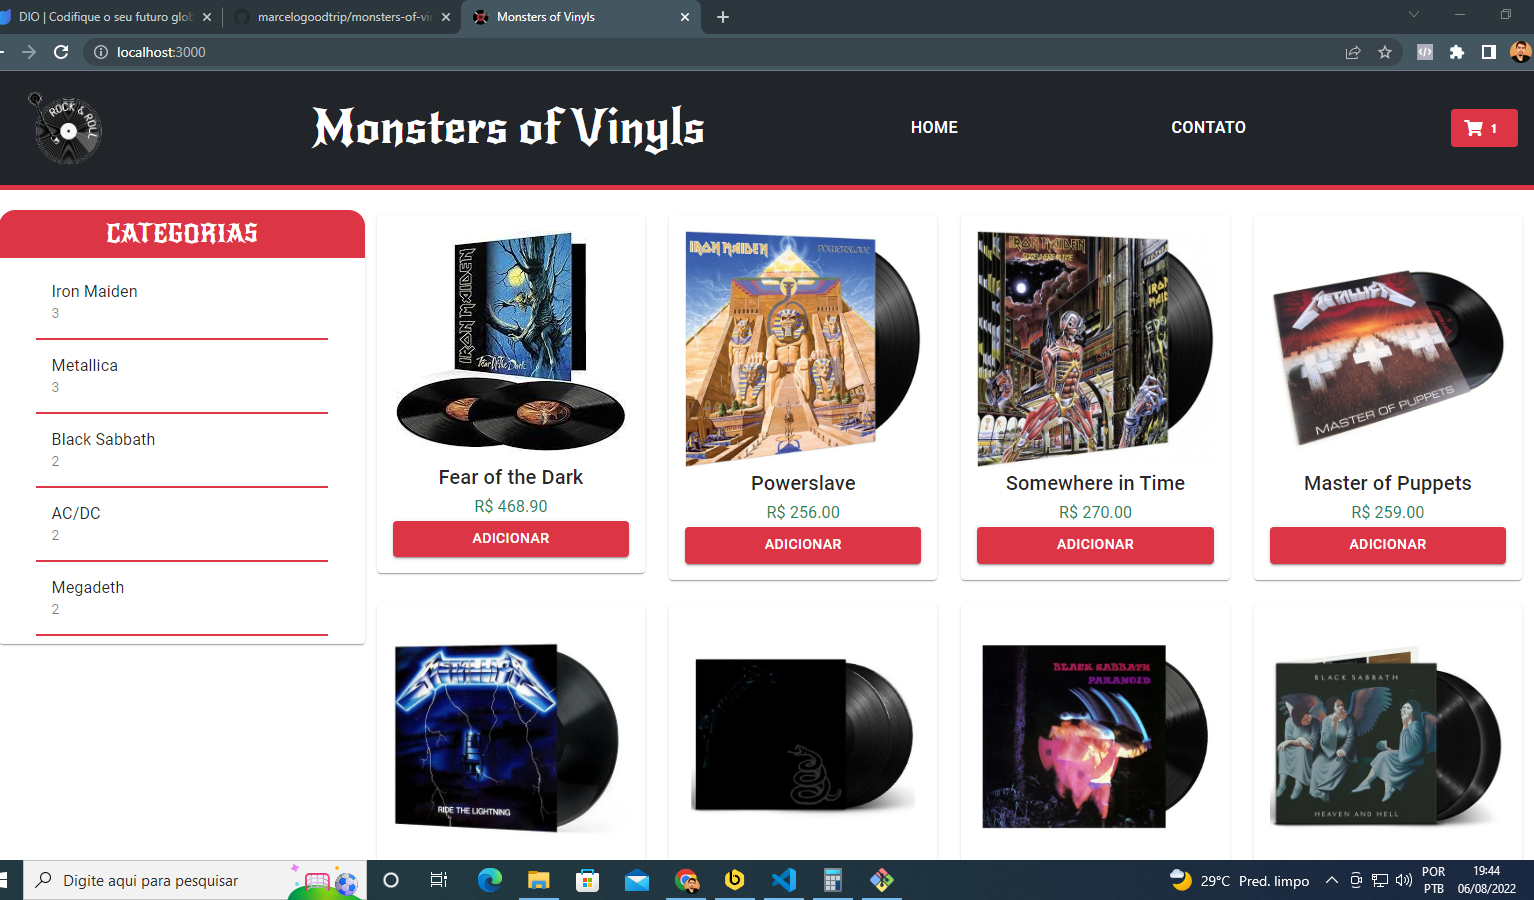 DIO | Codifique o seu futuro glob
marcelogoodtrip/monsters-of-vi
Monsters of Vinyls
localhost:3000
ROCK & ROLL
Monsters of Vinyls
HOME
CONTATO
1
CATEGORIAS
Iron Maiden
3
Metallica
3
Black Sabbath
2
AC/DC
2
Megadeth
2
IRON MAIDEN
Fear Of The Dark
Fear of the Dark
R$ 468.90
ADICIONAR
IRON MAIDEN
POWERSLAVE
Powerslave
R$ 256.00
ADICIONAR
IRON MAIDEN
SOMEWHERE IN TIME
Somewhere in Time
R$ 270.00
ADICIONAR
METALLICA
MASTER OF PUPPETS
Master of Puppets
R$ 259.00
ADICIONAR
METALLICA
RIDE THE LIGHTNING
BLACK SABBATH
PARANOID
BLACK SABBATH
HEAVEN AND HELL
Digite aqui para pesquisar
29°C Pred. limpo
POR
PTB
19:44
06/08/2022